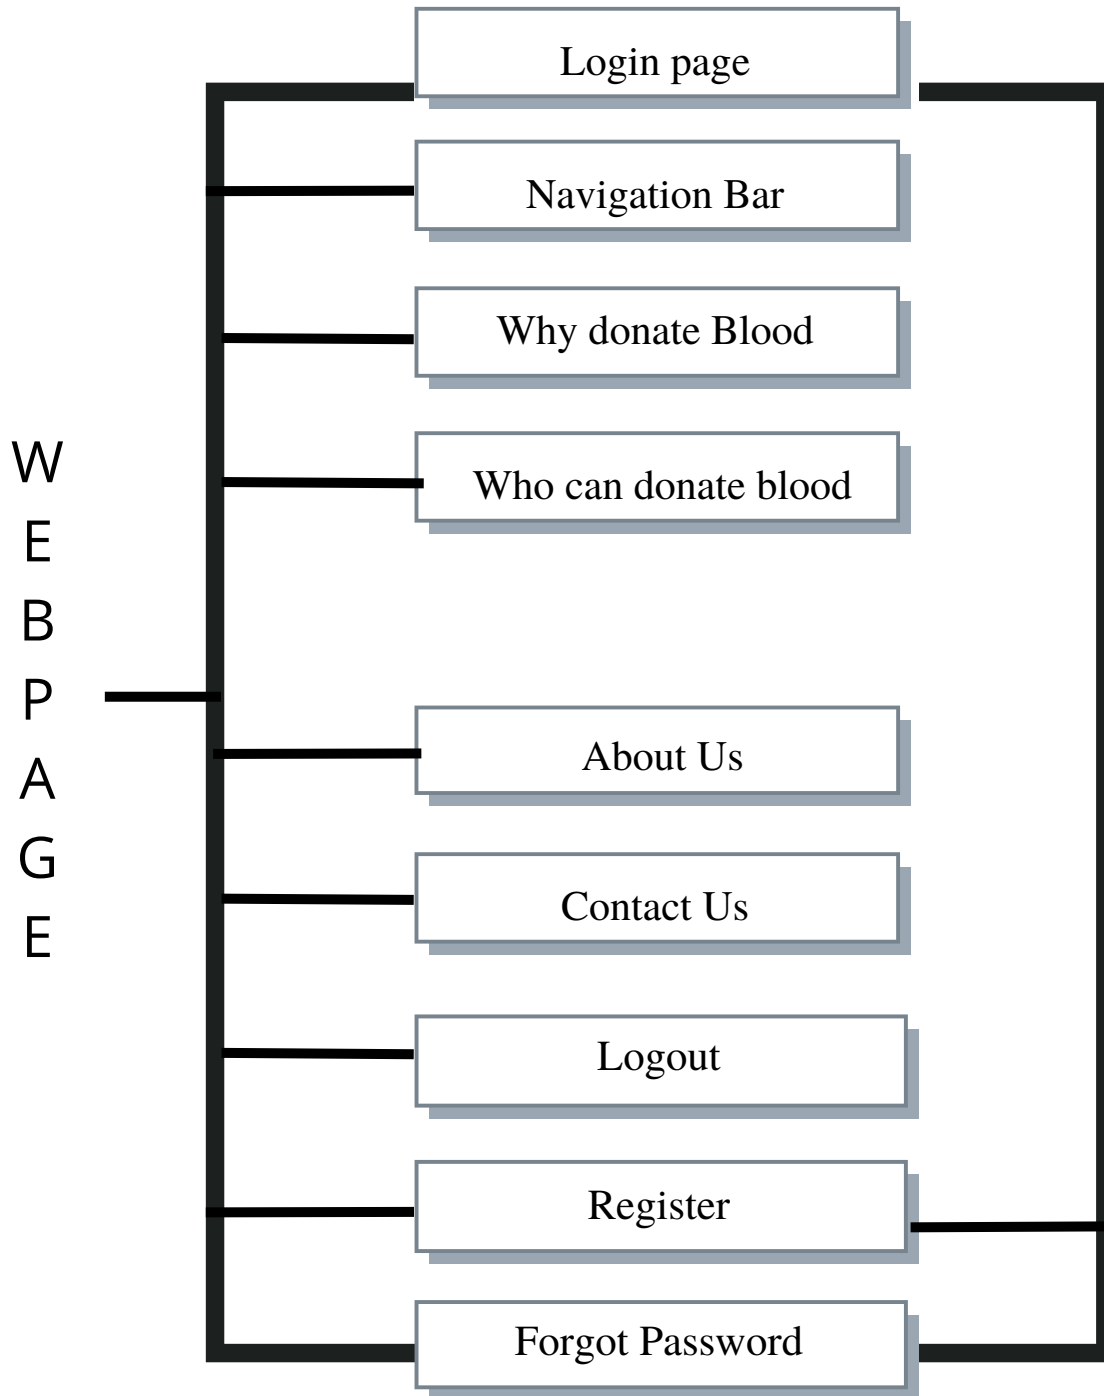 Login page
Navigation Bar
Why donate Blood
Who can donate blood
W
E
B
P
A
G
E
About Us
Contact Us
Logout
Register
Forgot Password